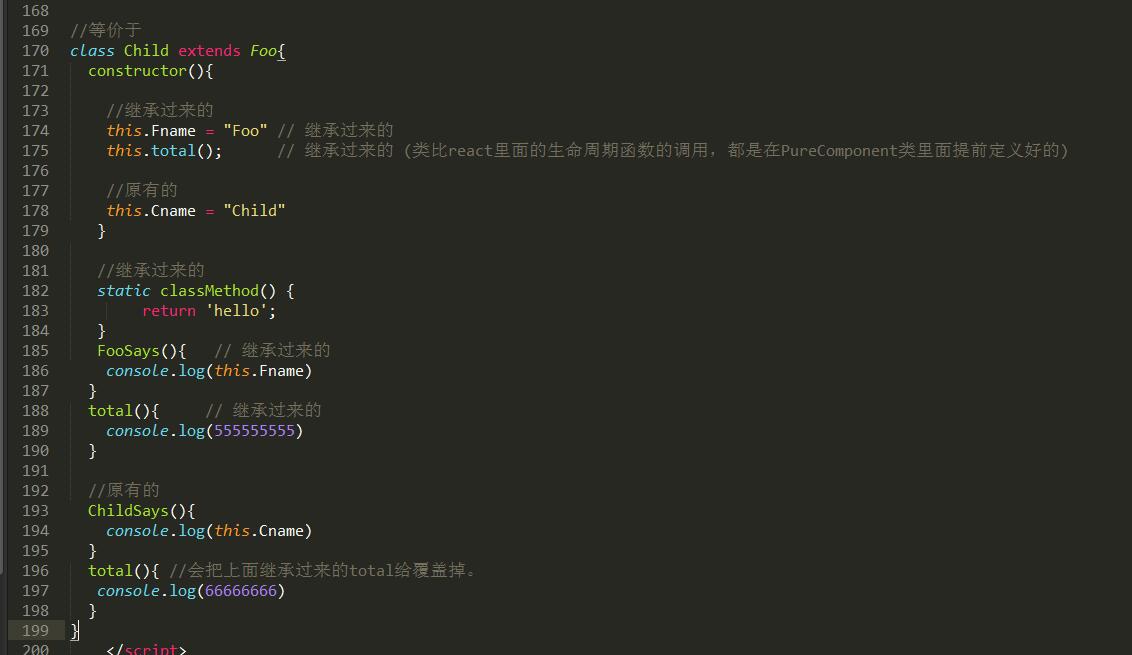 168
169 //等价于
170 class Child extends Foo{
171 constructor(){
172
173 //继承过来的
174 this.Fname = "Foo" // 继承过来的
175 this.total(); // 继承过来的 (类比react里面的生命周期函数的调用，都是在PureComponent类里面提前定义好的)
176
177 //原有的
178 this.Cname = "Child"
179 }
180
181 //继承过来的
182 static classMethod() {
183 return 'hello';
184 }
185 FooSays(){ // 继承过来的
186 console.log(this.Fname)
187 }
188 total(){ // 继承过来的
189 console.log(555555555)
190 }
191
192 //原有的
193 ChildSays(){
194 console.log(this.Cname)
195 }
196 total(){ //会把上面继承过来的total给覆盖掉。
197 console.log(66666666)
198 }
199 }
200 </script>